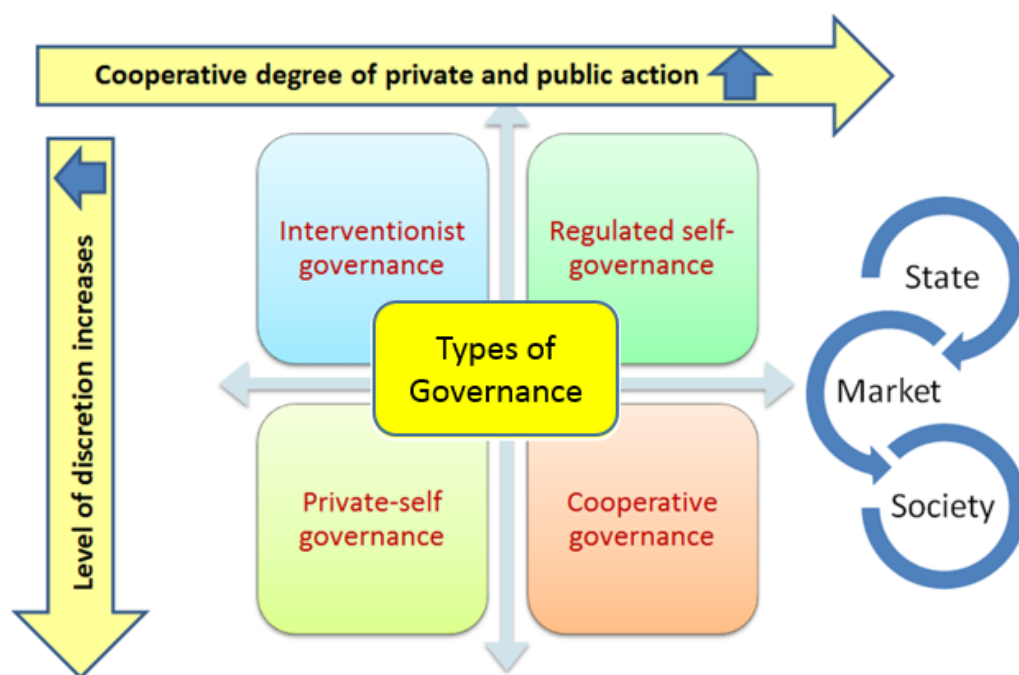 Cooperative degree of private and public action
Level of discretion increases
Interventionist
governance
Regulated self-
governance
Types of
Governance
Private-self
governance
Cooperative
governance
State
Market
Society